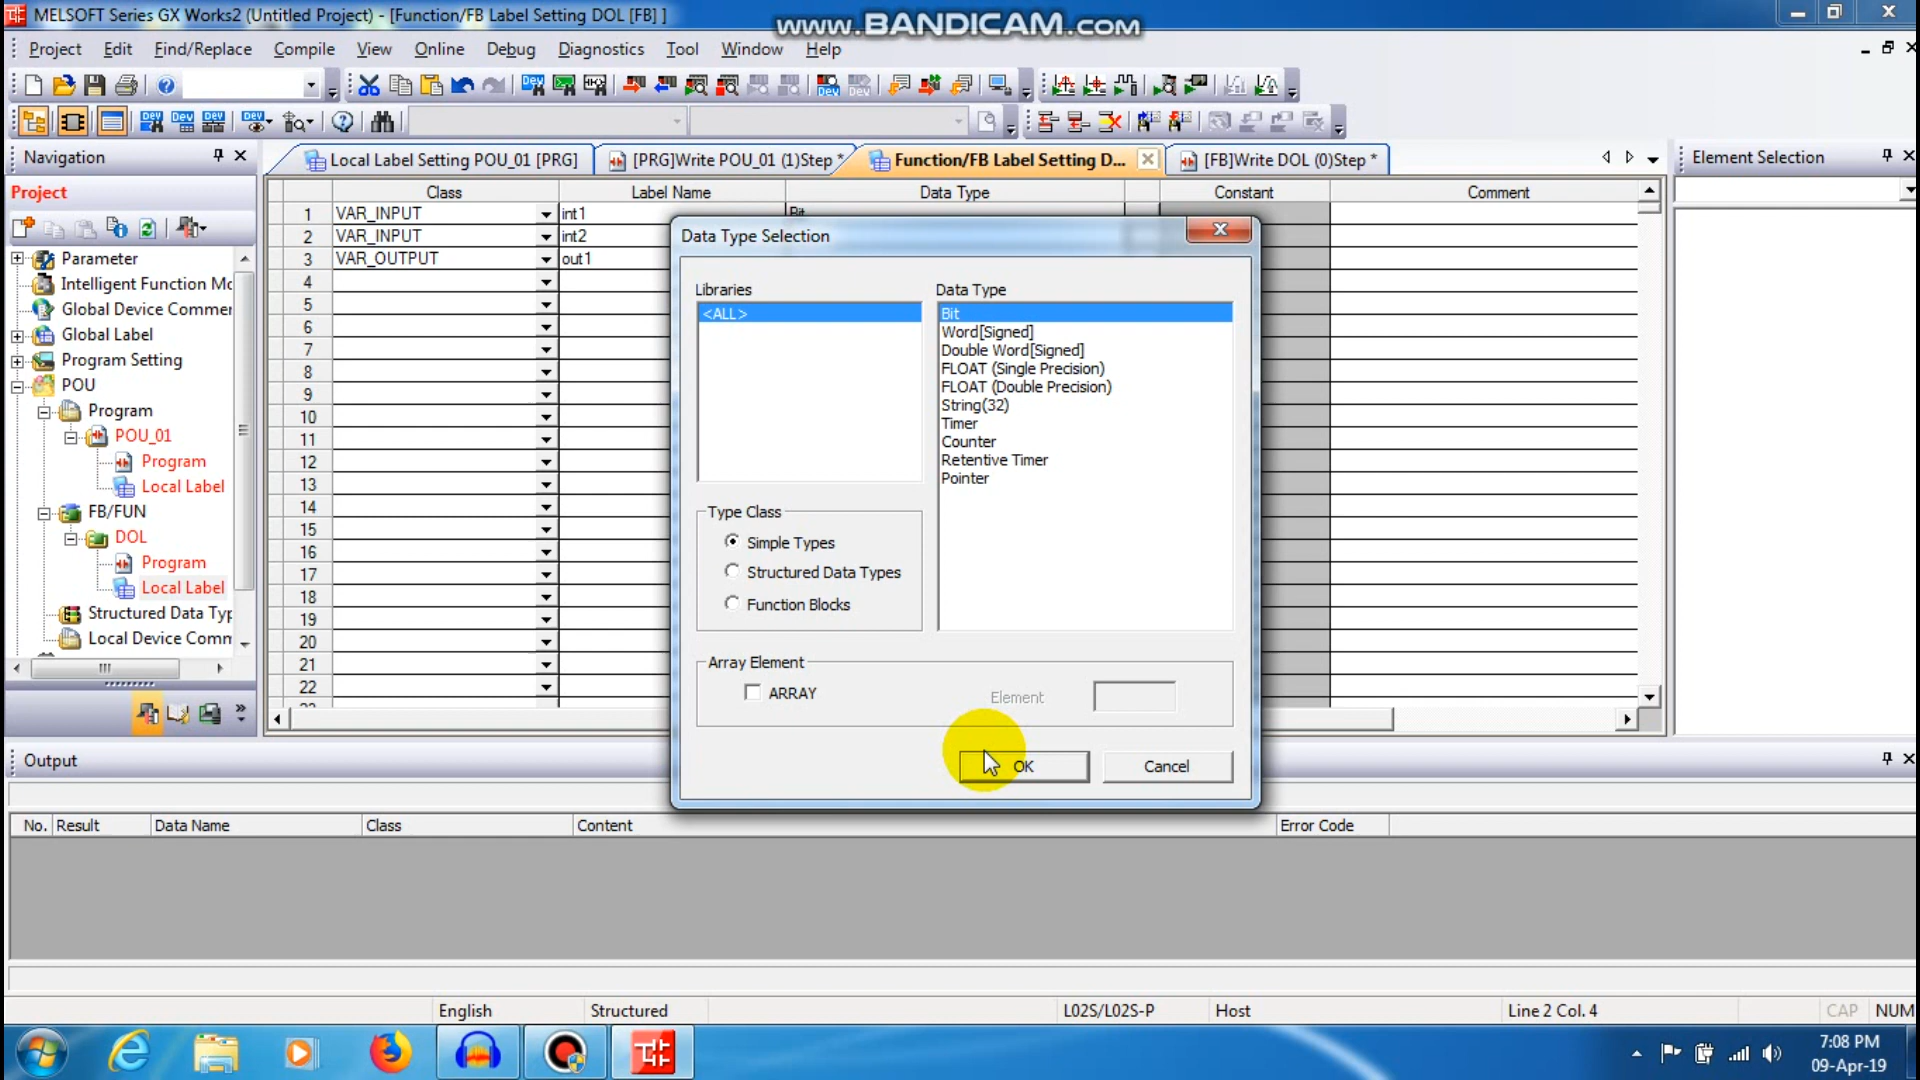 MELSOFT Series GX Works2 (Untitled Project) - [Function/FB Label Setting DOL [FB] ]
www.BANDICAM.com
Project Edit Find/Replace Compile View Online Debug Diagnostics Tool Window Help
Navigation
Local Label Setting POU_01 [PRG]
[PRG]Write POU_01 (1)Step *
Function/FB Label Setting D...
[FB]Write DOL (0)Step *
Element Selection
Project
Parameter
Intelligent Function Mo
Global Device Commer
Global Label
Program Setting
POU
Program
POU_01
Program
Local Label
FB/FUN
DOL
Program
Local Label
Structured Data Typ
Local Device Comm
Class Label Name Data Type Constant Comment
1 VAR_INPUT int1 Bit
2 VAR_INPUT int2
3 VAR_OUTPUT out1
4
5
6
7
8
9
10
11
12
13
14
15
16
17
18
19
20
21
22
Data Type Selection
Libraries
<ALL>
Data Type
Bit
Word[Signed]
Double Word[Signed]
FLOAT (Single Precision)
FLOAT (Double Precision)
String(32)
Timer
Counter
Retentive Timer
Pointer
Type Class
Simple Types
Structured Data Types
Function Blocks
Array Element
ARRAY
Element
OK
Cancel
Output
No. Result Data Name Class Content Error Code
English Structured L02S/L02S-P Host Line 2 Col. 4 CAP NUM
7:08 PM
09-Apr-19